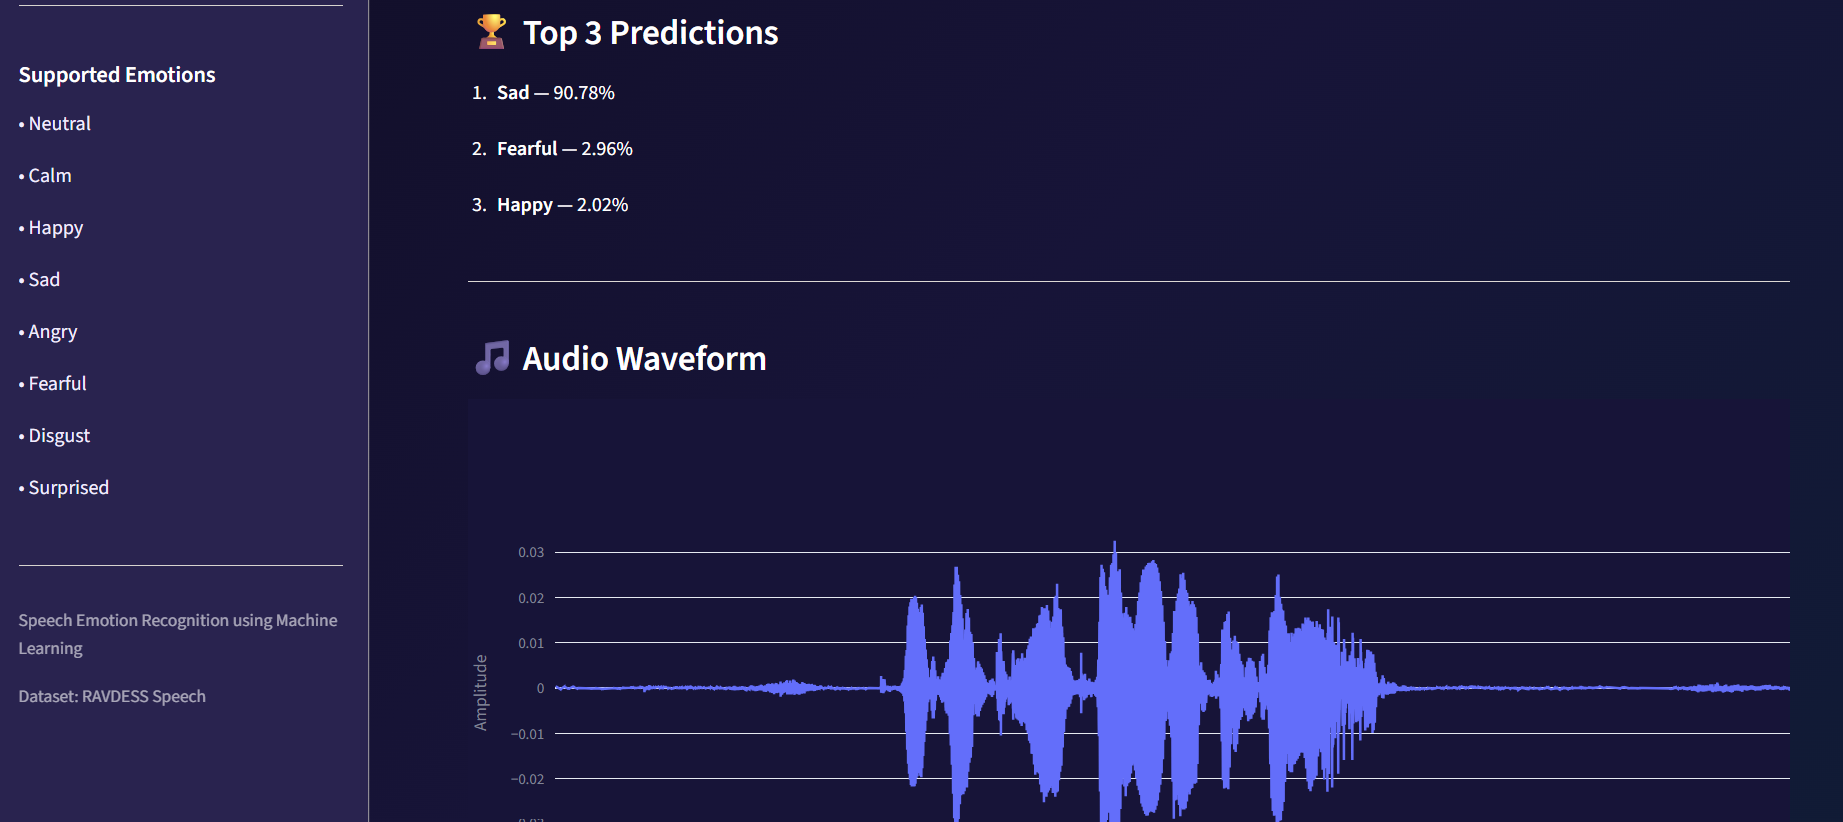 Supported Emotions
• Neutral
• Calm
• Happy
• Sad
• Angry
• Fearful
• Disgust
• Surprised
Speech Emotion Recognition using Machine
Learning
Dataset: RAVDESS Speech
Top 3 Predictions
1. Sad — 90.78%
2. Fearful — 2.96%
3. Happy — 2.02%
Audio Waveform
0.03
0.02
0.01
0
−0.01
−0.02
Amplitude